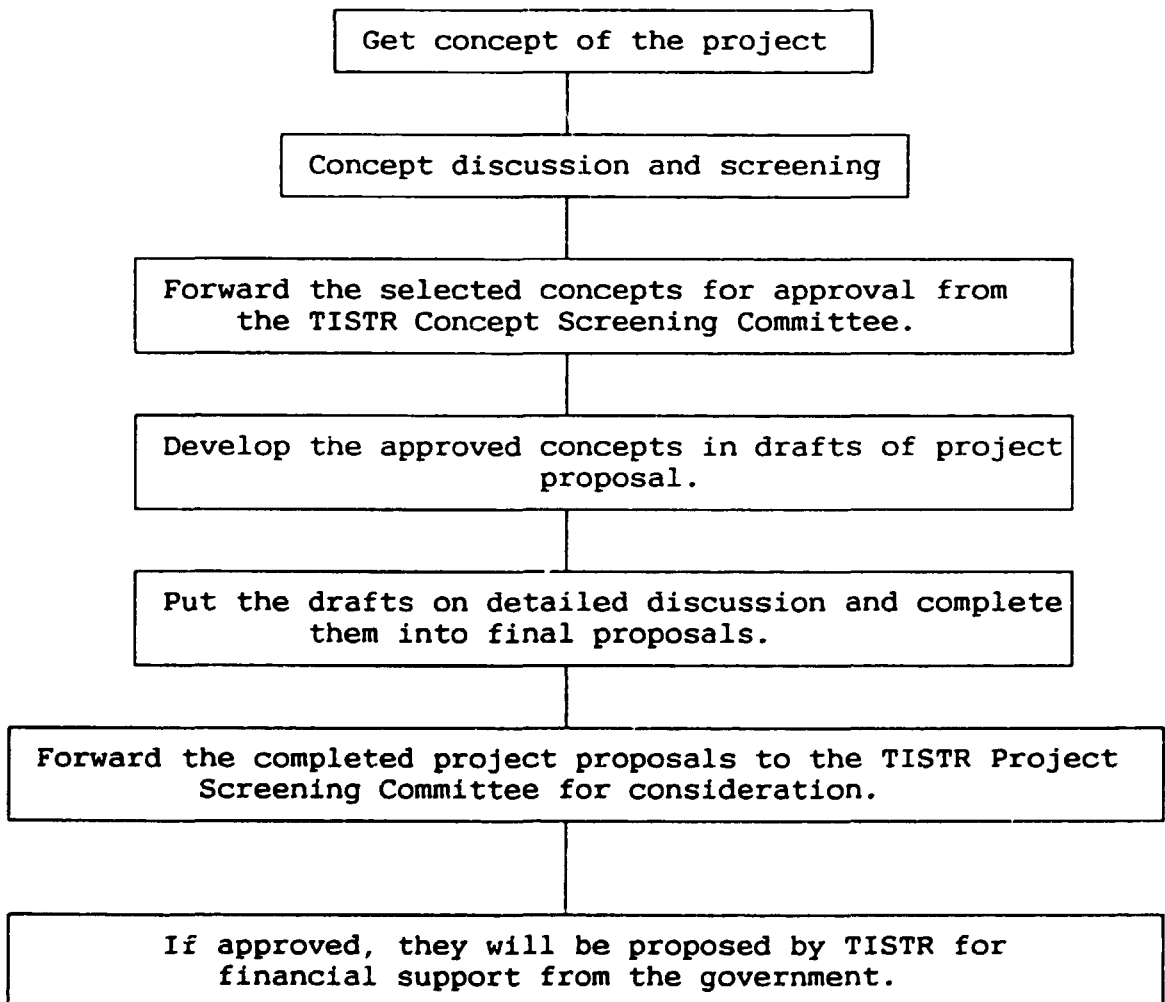 Get concept of the project
Concept discussion and screening
Forward the selected concepts for approval from
the TISTR Concept Screening Committee.
Develop the approved concepts in drafts of project
proposal.
Put the drafts on detailed discussion and complete
them into final proposals.
Forward the completed project proposals to the TISTR Project
Screening Committee for consideration.
If approved, they will be proposed by TISTR for
financial support from the government.